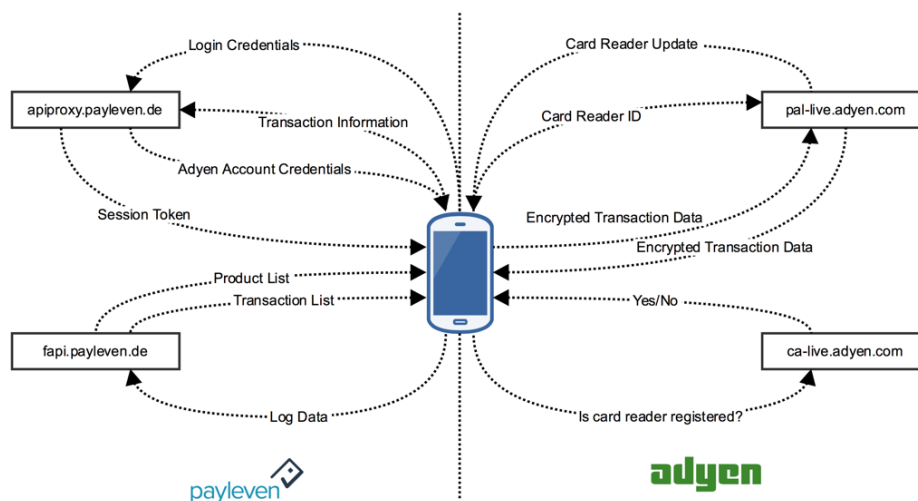 Login Credentials
Card Reader Update
apiproxy.payleven.de
pal-live.adyen.com
Transaction Information
Card Reader ID
Adyen Account Credentials
Session Token
Encrypted Transaction Data
Encrypted Transaction Data
Product List
Transaction List
Yes/No
fapi.payleven.de
ca-live.adyen.com
Log Data
Is card reader registered?
payleven
adyen